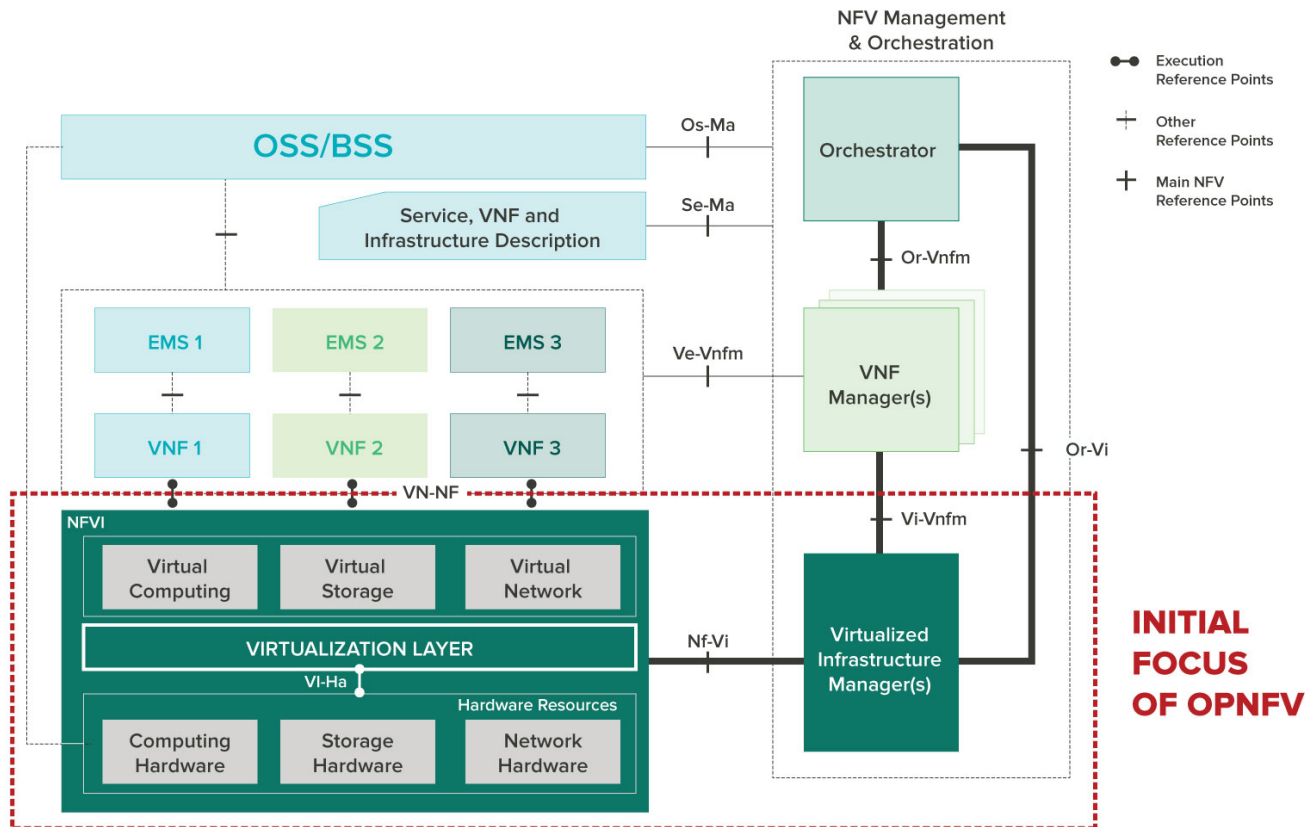 NFV Management
& Orchestration
Execution
Reference Points
Other
Reference Points
Main NFV
Reference Points
OSS/BSS
Os-Ma
Orchestrator
Service, VNF and
Infrastructure Description
Se-Ma
Or-Vnfm
EMS 1
EMS 2
EMS 3
Ve-Vnfm
VNF
Manager(s)
VNF 1
VNF 2
VNF 3
Or-Vi
VN-NF
NFVI
Vi-Vnfm
Virtual
Computing
Virtual
Storage
Virtual
Network
VIRTUALIZATION LAYER
Nf-Vi
Virtualized
Infrastructure
Manager(s)
VI-Ha
Hardware Resources
Computing
Hardware
Storage
Hardware
Network
Hardware
INITIAL
FOCUS
OF OPNFV